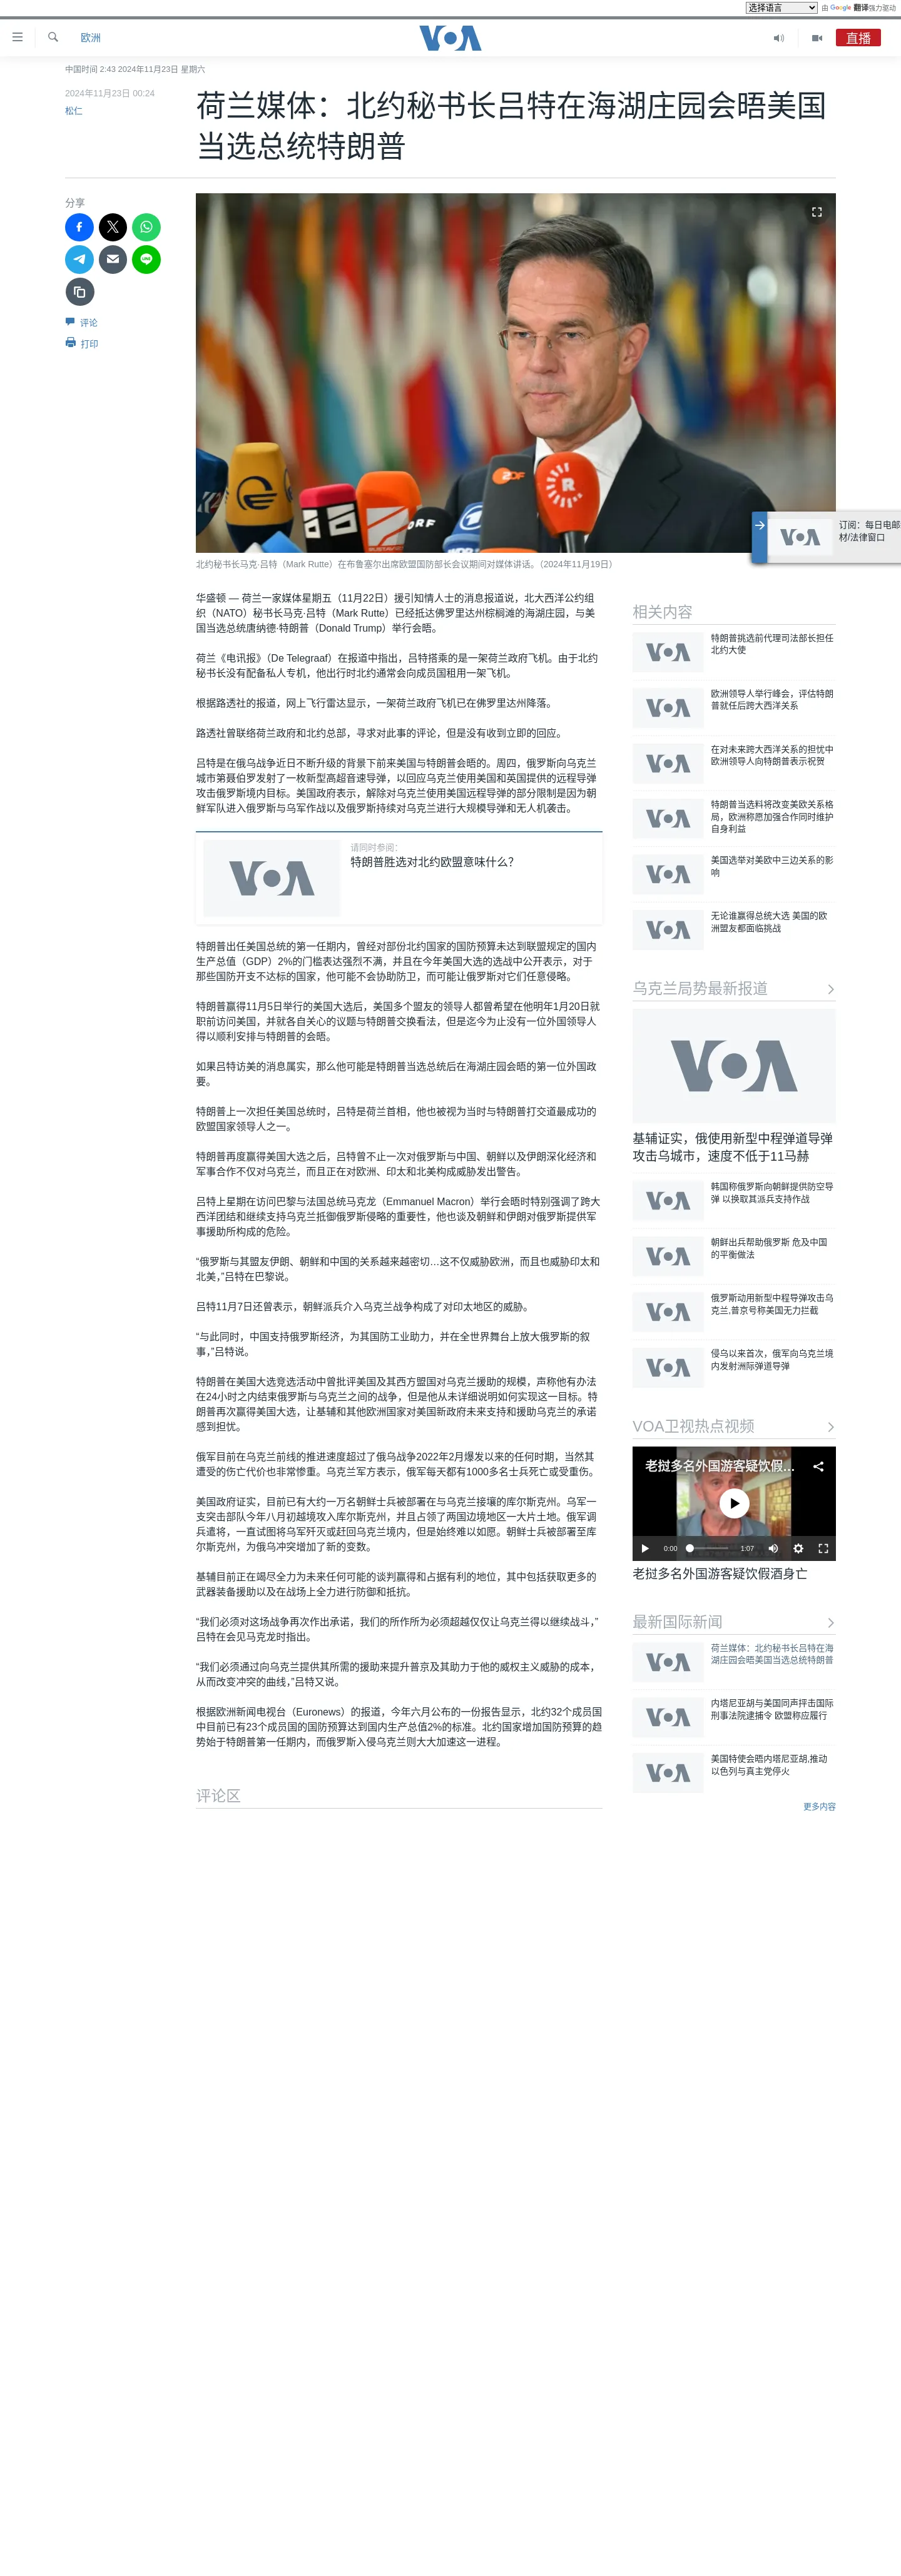 选择语言 由 Google 翻译强力驱动
欧洲
VOA
直播
中国时间 2:43 2024年11月23日 星期六
2024年11月23日 00:24
松仁
荷兰媒体：北约秘书长吕特在海湖庄园会晤美国
当选总统特朗普
分享
评论
打印
ZDF
北约秘书长马克·吕特（Mark Rutte）在布鲁塞尔出席欧盟国防部长会议期间对媒体讲话。（2024年11月19日）
VOA
订阅：每日电邮
材/法律窗口
华盛顿 — 荷兰一家媒体星期五（11月22日）援引知情人士的消息报道说，北大西洋公约组
织（NATO）秘书长马克·吕特（Mark Rutte）已经抵达佛罗里达州棕榈滩的海湖庄园，与美
国当选总统唐纳德·特朗普（Donald Trump）举行会晤。
荷兰《电讯报》（De Telegraaf）在报道中指出，吕特搭乘的是一架荷兰政府飞机。由于北约
秘书长没有配备私人专机，他出行时北约通常会向成员国租用一架飞机。
根据路透社的报道，网上飞行雷达显示，一架荷兰政府飞机已在佛罗里达州降落。
路透社曾联络荷兰政府和北约总部，寻求对此事的评论，但是没有收到立即的回应。
吕特是在俄乌战争近日不断升级的背景下前来美国与特朗普会晤的。周四，俄罗斯向乌克兰
城市第聂伯罗发射了一枚新型高超音速导弹，以回应乌克兰使用美国和英国提供的远程导弹
攻击俄罗斯境内目标。美国政府表示，解除对乌克兰使用美国远程导弹的部分限制是因为朝
鲜军队进入俄罗斯与乌军作战以及俄罗斯持续对乌克兰进行大规模导弹和无人机袭击。
VOA
请同时参阅：
特朗普胜选对北约欧盟意味什么？
特朗普出任美国总统的第一任期内，曾经对部份北约国家的国防预算未达到联盟规定的国内
生产总值（GDP）2%的门槛表达强烈不满，并且在今年美国大选的选战中公开表示，对于
那些国防开支不达标的国家，他可能不会协助防卫，而可能让俄罗斯对它们任意侵略。
特朗普赢得11月5日举行的美国大选后，美国多个盟友的领导人都曾希望在他明年1月20日就
职前访问美国，并就各自关心的议题与特朗普交换看法，但是迄今为止没有一位外国领导人
得以顺利安排与特朗普的会晤。
如果吕特访美的消息属实，那么他可能是特朗普当选总统后在海湖庄园会晤的第一位外国政
要。
特朗普上一次担任美国总统时，吕特是荷兰首相，他也被视为当时与特朗普打交道最成功的
欧盟国家领导人之一。
特朗普再度赢得美国大选之后，吕特曾不止一次对俄罗斯与中国、朝鲜以及伊朗深化经济和
军事合作不仅对乌克兰，而且正在对欧洲、印太和北美构成威胁发出警告。
吕特上星期在访问巴黎与法国总统马克龙（Emmanuel Macron）举行会晤时特别强调了跨大
西洋团结和继续支持乌克兰抵御俄罗斯侵略的重要性，他也谈及朝鲜和伊朗对俄罗斯提供军
事援助所构成的危险。
“俄罗斯与其盟友伊朗、朝鲜和中国的关系越来越密切…这不仅威胁欧洲，而且也威胁印太和
北美，”吕特在巴黎说。
吕特11月7日还曾表示，朝鲜派兵介入乌克兰战争构成了对印太地区的威胁。
“与此同时，中国支持俄罗斯经济，为其国防工业助力，并在全世界舞台上放大俄罗斯的叙
事，”吕特说。
特朗普在美国大选竞选活动中曾批评美国及其西方盟国对乌克兰援助的规模，声称他有办法
在24小时之内结束俄罗斯与乌克兰之间的战争，但是他从未详细说明如何实现这一目标。特
朗普再次赢得美国大选，让基辅和其他欧洲国家对美国新政府未来支持和援助乌克兰的承诺
感到担忧。
俄军目前在乌克兰前线的推进速度超过了俄乌战争2022年2月爆发以来的任何时期，当然其
遭受的伤亡代价也非常惨重。乌克兰军方表示，俄军每天都有1000多名士兵死亡或受重伤。
美国政府证实，目前已有大约一万名朝鲜士兵被部署在与乌克兰接壤的库尔斯克州。乌军一
支突击部队今年八月初越境攻入库尔斯克州，并且占领了两国边境地区一大片土地。俄军调
兵遣将，一直试图将乌军歼灭或赶回乌克兰境内，但是始终难以如愿。朝鲜士兵被部署至库
尔斯克州，为俄乌冲突增加了新的变数。
基辅目前正在竭尽全力为未来任何可能的谈判赢得和占据有利的地位，其中包括获取更多的
武器装备援助以及在战场上全力进行防御和抵抗。
“我们必须对这场战争再次作出承诺，我们的所作所为必须超越仅仅让乌克兰得以继续战斗，”
吕特在会见马克龙时指出。
“我们必须通过向乌克兰提供其所需的援助来提升普京及其助力于他的威权主义威胁的成本，
从而改变冲突的曲线，”吕特又说。
根据欧洲新闻电视台（Euronews）的报道，今年六月公布的一份报告显示，北约32个成员国
中目前已有23个成员国的国防预算达到国内生产总值2%的标准。北约国家增加国防预算的趋
势始于特朗普第一任期内，而俄罗斯入侵乌克兰则大大加速这一进程。
评论区
相关内容
VOA
特朗普挑选前代理司法部长担任
北约大使
VOA
欧洲领导人举行峰会，评估特朗
普就任后跨大西洋关系
VOA
在对未来跨大西洋关系的担忧中
欧洲领导人向特朗普表示祝贺
VOA
特朗普当选料将改变美欧关系格
局，欧洲称愿加强合作同时维护
自身利益
VOA
美国选举对美欧中三边关系的影
响
VOA
无论谁赢得总统大选 美国的欧
洲盟友都面临挑战
乌克兰局势最新报道
VOA
基辅证实，俄使用新型中程弹道导弹
攻击乌城市，速度不低于11马赫
VOA
韩国称俄罗斯向朝鲜提供防空导
弹 以换取其派兵支持作战
VOA
朝鲜出兵帮助俄罗斯 危及中国
的平衡做法
VOA
俄罗斯动用新型中程导弹攻击乌
克兰,普京号称美国无力拦截
VOA
侵乌以来首次，俄军向乌克兰境
内发射洲际弹道导弹
VOA卫视热点视频
老挝多名外国游客疑饮假…
0:00 1:07
老挝多名外国游客疑饮假酒身亡
最新国际新闻
VOA
荷兰媒体：北约秘书长吕特在海
湖庄园会晤美国当选总统特朗普
VOA
内塔尼亚胡与美国同声抨击国际
刑事法院逮捕令 欧盟称应履行
VOA
美国特使会晤内塔尼亚胡,推动
以色列与真主党停火
更多内容